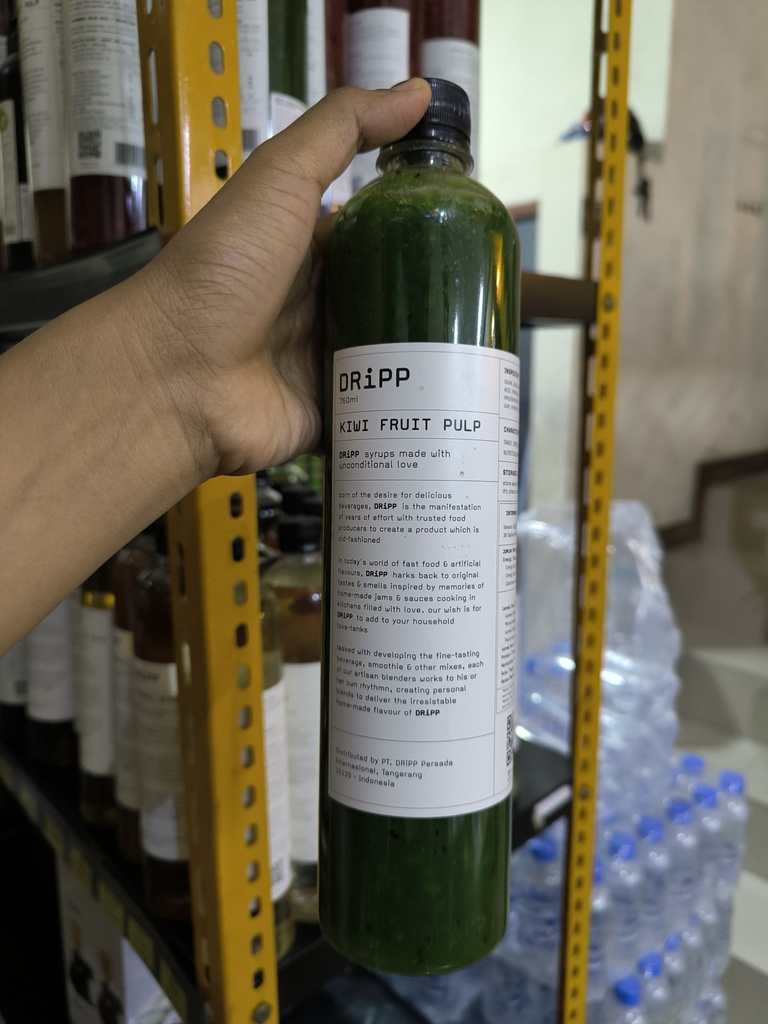 DRiPP
760ml
KIWI FRUIT PULP
DRiPP syrups made with
unconditional love
born of the desire for delicious
beverages, DRiPP is the manifestation
of years of effort with trusted food
producers to create a product which is
old-fashioned
in today's world of fast food & artificial
flavours, DRiPP harks back to original
tastes & smells inspired by memories of
home-made jams & sauces cooking in
kitchens filled with love. our wish is for
DRiPP to add to your household
love-tanks
tasked with developing the fine-tasting
beverage, smoothie & other mixes, each
of our artisan blenders works to his or
her own rhythmn, creating personal
blends to deliver the irresistable
home-made flavour of DRiPP
Distributed by PT. DRIPP Persada
Internasional, Tangerang
15139 - Indonesia